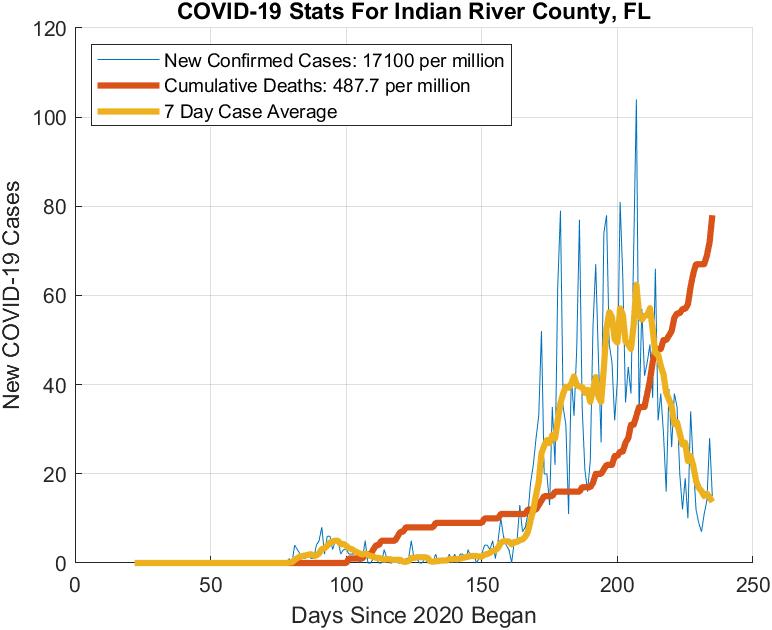 COVID-19 Stats For Indian River County, FL
120
100
80
60
40
20
0
New COVID-19 Cases
New Confirmed Cases: 17100 per million
Cumulative Deaths: 487.7 per million
7 Day Case Average
0 50 100 150 200 250
Days Since 2020 Began